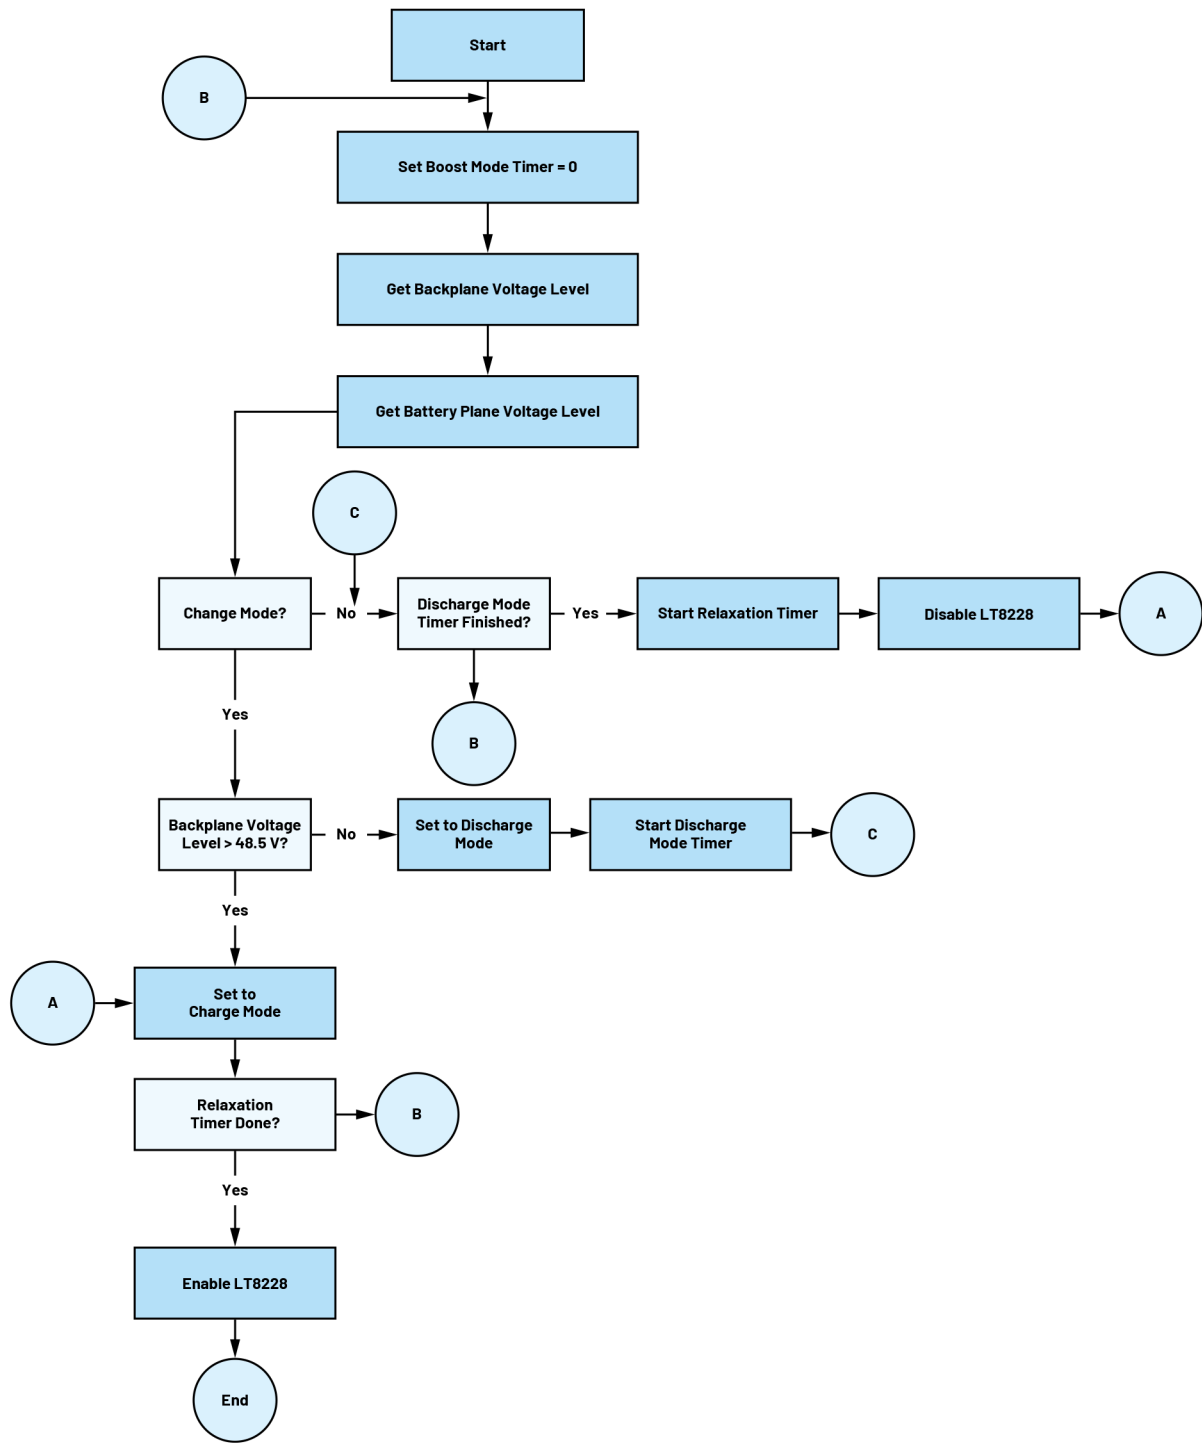 Start
B
Set Boost Mode Timer = 0
Get Backplane Voltage Level
Get Battery Plane Voltage Level
C
Change Mode?
No
Discharge Mode
Timer Finished?
Yes
Start Relaxation Timer
Disable LT8228
A
Yes
B
Backplane Voltage
Level > 48.5 V?
No
Set to Discharge
Mode
Start Discharge
Mode Timer
C
Yes
A
Set to
Charge Mode
Relaxation
Timer Done?
B
Yes
Enable LT8228
End